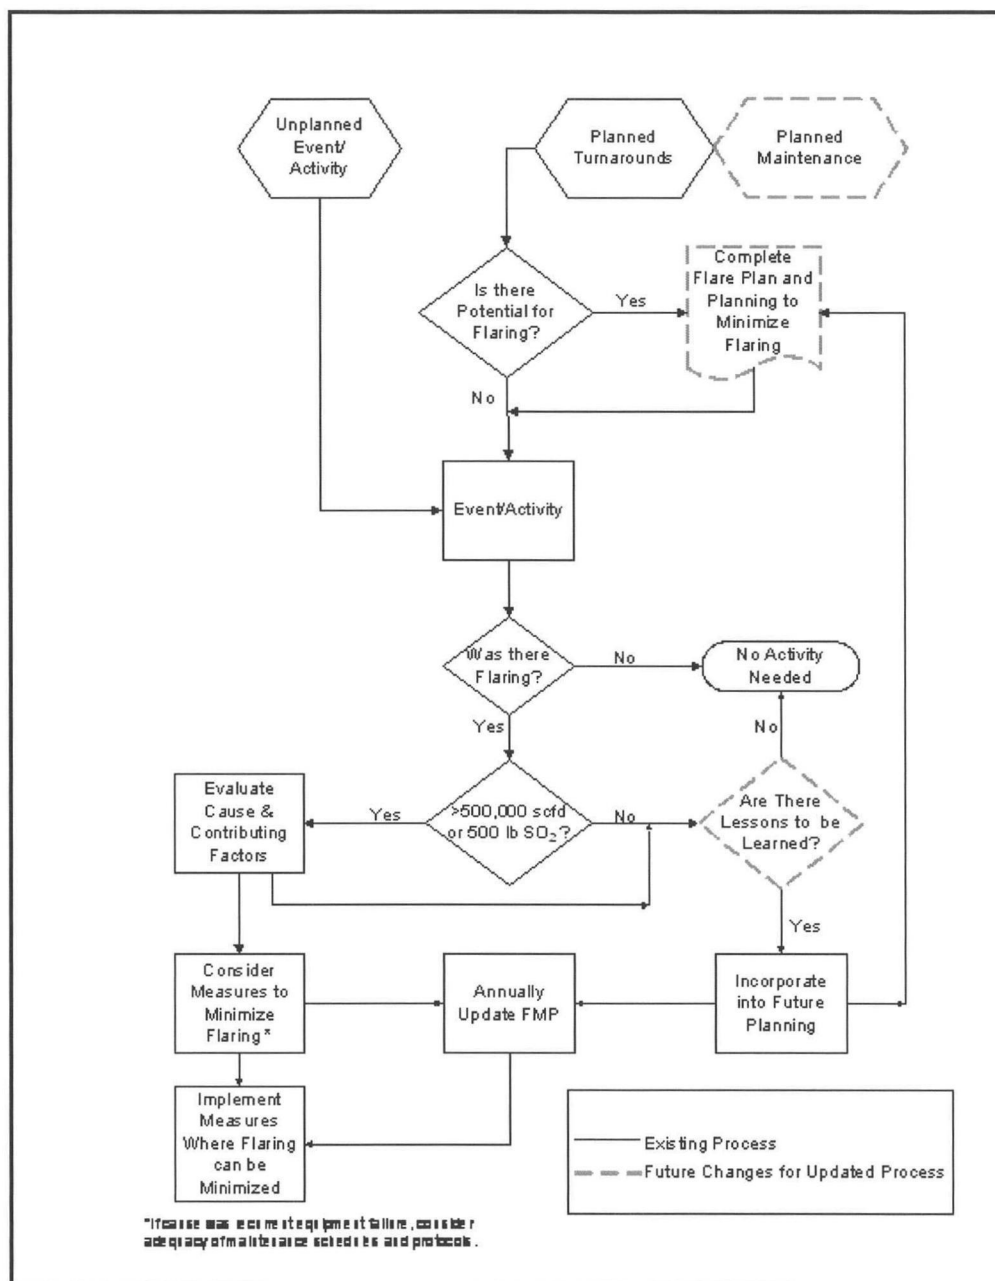 Unplanned
Event/
Activity
Planned
Turnarounds
Planned
Maintenance
Is there
Potential for
Flaring?
Yes
Complete
Flare Plan and
Planning to
Minimize
Flaring
No
Event/Activity
Was there
Flaring?
No
No Activity
Needed
Yes
No
Evaluate
Cause &
Contributing
Factors
Yes
>500,000 scfd
or 500 lb SO₂?
No
Are There
Lessons to be
Learned?
Yes
Consider
Measures to
Minimize
Flaring*
Annually
Update FMP
Incorporate
into Future
Planning
Implement
Measures
Where Flaring
can be
Minimized
Existing Process
Future Changes for Updated Process
*If cause was recurrent equipment failure, consider
adequacy of maintenance schedules and protocols.